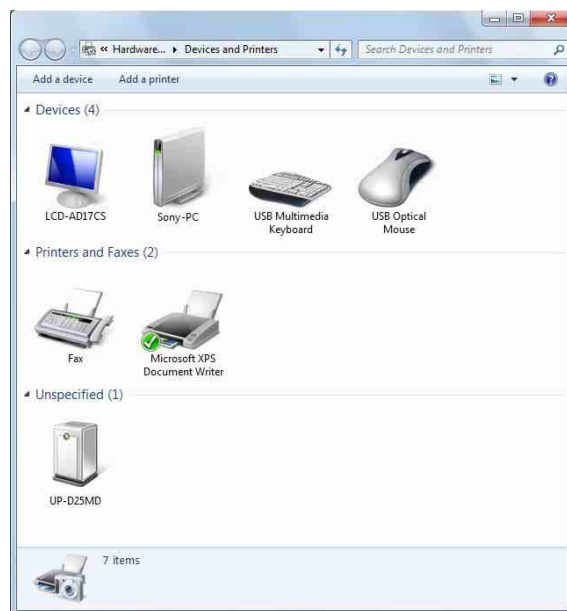 « Hardware... ▸ Devices and Printers
Search Devices and Printers
Add a device Add a printer
Devices (4)
LCD-AD17CS Sony-PC USB Multimedia Keyboard USB Optical Mouse
Printers and Faxes (2)
Fax Microsoft XPS Document Writer
Unspecified (1)
UP-D25MD
7 items